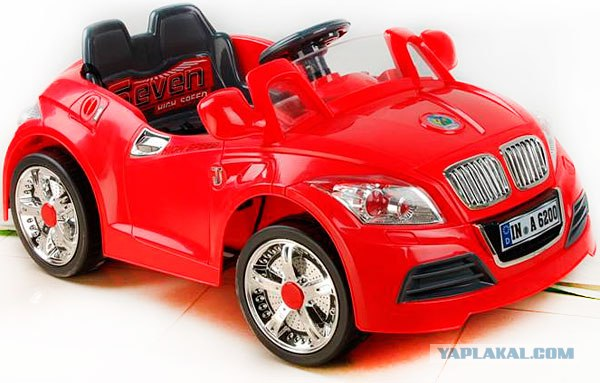 Seven
HIGH SPEED
IN A 6200
YAPLAKAL.COM